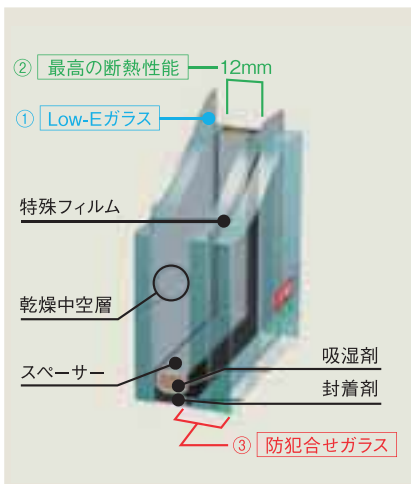 ② 最高の断熱性能 12mm
① Low-Eガラス
特殊フィルム
乾燥中空層
スペーサー
吸湿剤
封着剤
③ 防犯合せガラス